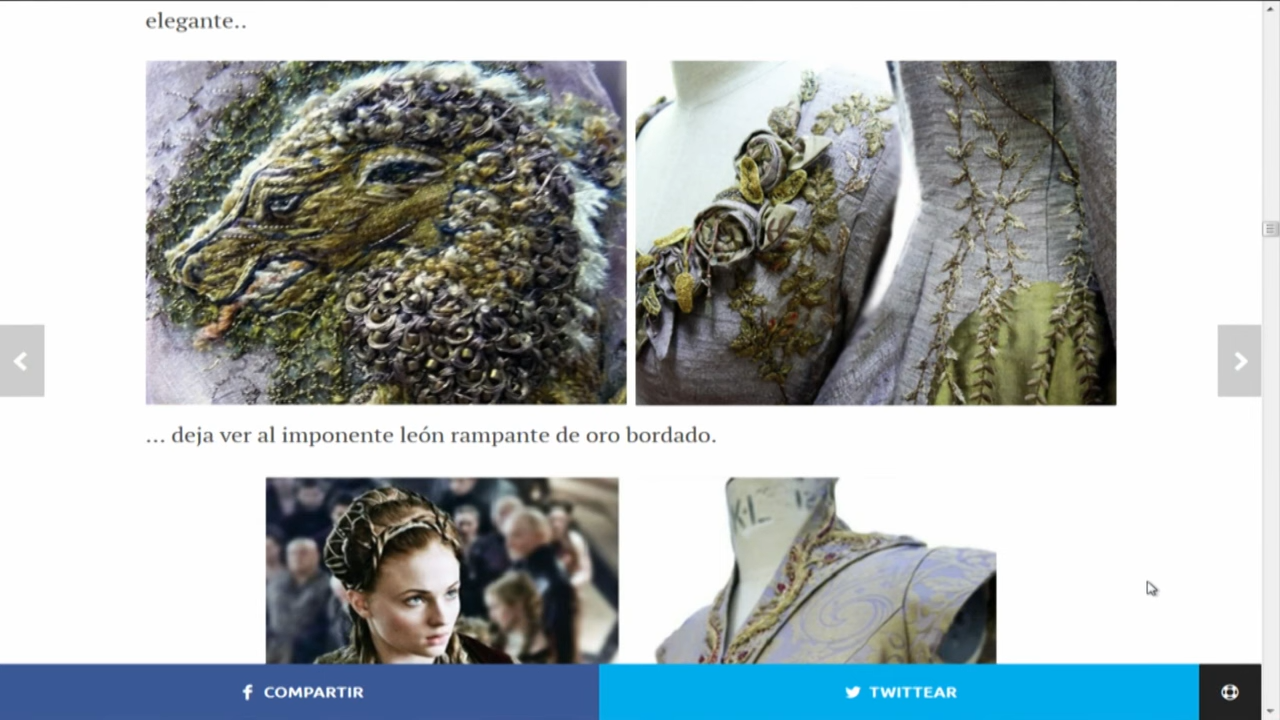 elegante..
... deja ver al imponente león rampante de oro bordado.
COMPARTIR
TWITTEAR